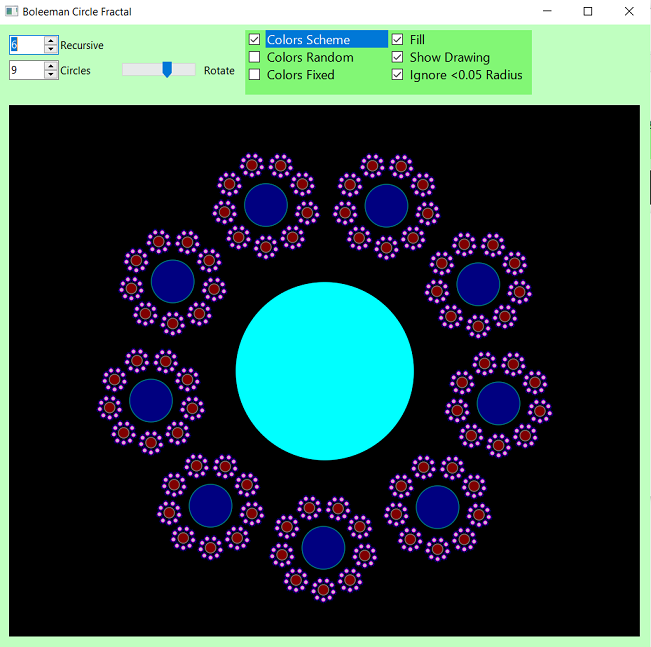 Boleeman Circle Fractal
6 Recursive
9 Circles
Rotate
Colors Scheme
Colors Random
Colors Fixed
Fill
Show Drawing
Ignore <0.05 Radius